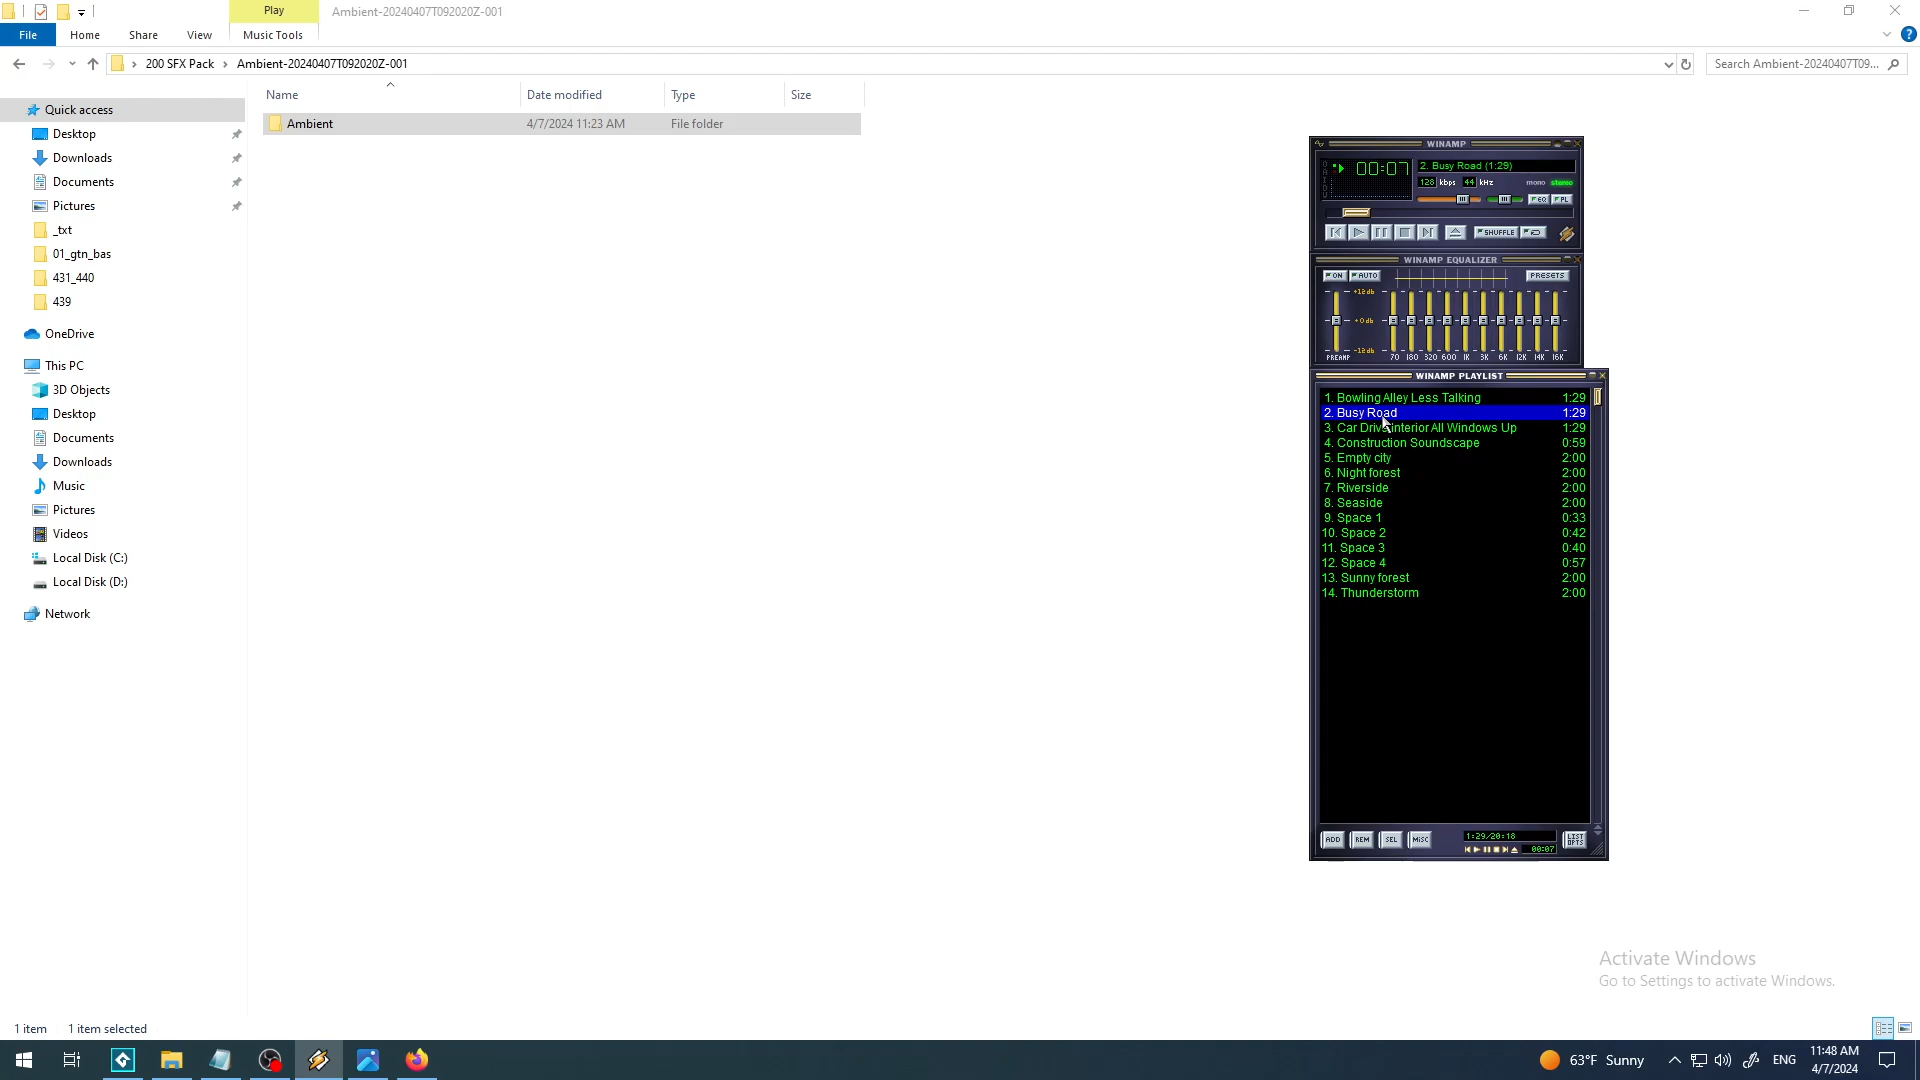 Play
Ambient-20240407T092020Z-001
File
Home
Share
View
Music Tools
200 SFX Pack
Ambient-20240407T092020Z-001
Search Ambient-20240407T09...
Name
Date modified
Type
Size
Ambient
4/7/2024 11:23 AM
File folder
Quick access
Desktop
Downloads
Documents
Pictures
_txt
01_gtn_bas
431_440
439
OneDrive
This PC
3D Objects
Desktop
Documents
Downloads
Music
Pictures
Videos
Local Disk (C:)
Local Disk (D:)
Network
WINAMP
00:07
2. Busy Road (1:29)
128 kbps 44 kHz
mono stereo
EQ PL
SHUFFLE
WINAMP EQUALIZER
ON AUTO PRESETS
+12db
+0db
-12db
PREAMP 70 180 320 600 1K 3K 6K 12K 14K 16K
WINAMP PLAYLIST
1. Bowling Alley Less Talking 1:29
2. Busy Road 1:29
3. Car Driv interior All Windows Up 1:29
4. Construction Soundscape 0:59
5. Empty city 2:00
6. Night forest 2:00
7. Riverside 2:00
8. Seaside 2:00
9. Space 1 0:33
10. Space 2 0:42
11. Space 3 0:40
12. Space 4 0:57
13. Sunny forest 2:00
14. Thunderstorm 2:00
ADD REM SEL MISC
1:29/20:18
00:07
LIST OPTS
Activate Windows
Go to Settings to activate Windows.
1 item
1 item selected
63°F Sunny
ENG
11:48 AM
4/7/2024